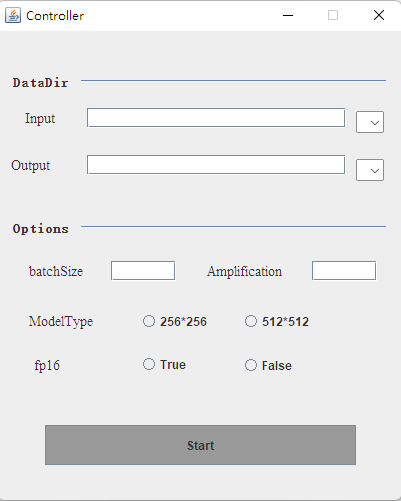 Controller
DataDir
Input
Output
Options
batchSize Amplification
ModelType 256*256 512*512
fp16 True False
Start